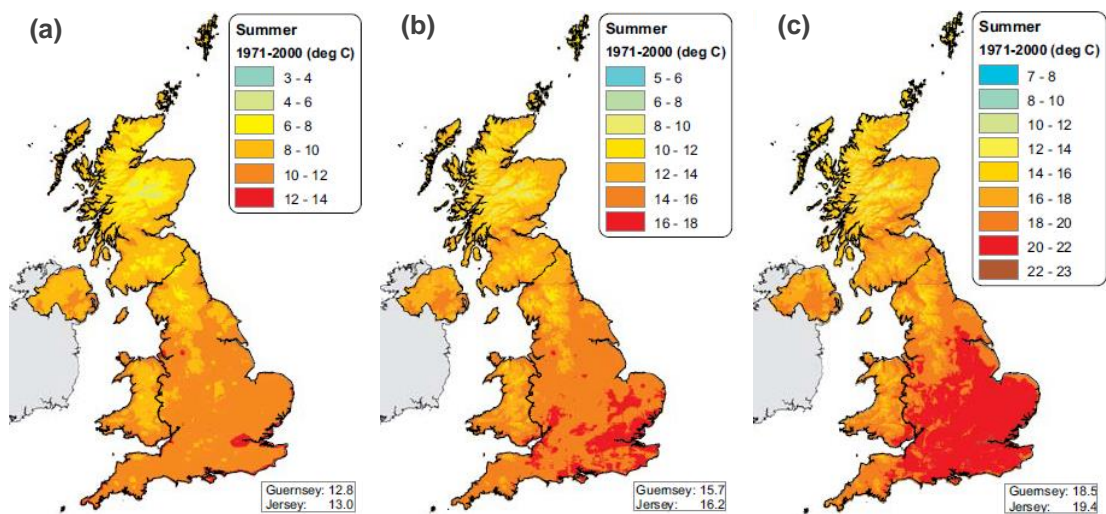 (a)
Summer
1971-2000 (deg C)
3 - 4
4 - 6
6 - 8
8 - 10
10 - 12
12 - 14
Guernsey: 12.8
Jersey: 13.0
(b)
Summer
1971-2000 (deg C)
5 - 6
6 - 8
8 - 10
10 - 12
12 - 14
14 - 16
16 - 18
Guernsey: 15.7
Jersey: 16.2
(c)
Summer
1971-2000 (deg C)
7 - 8
8 - 10
10 - 12
12 - 14
14 - 16
16 - 18
18 - 20
20 - 22
22 - 23
Guernsey: 18.5
Jersey: 19.4